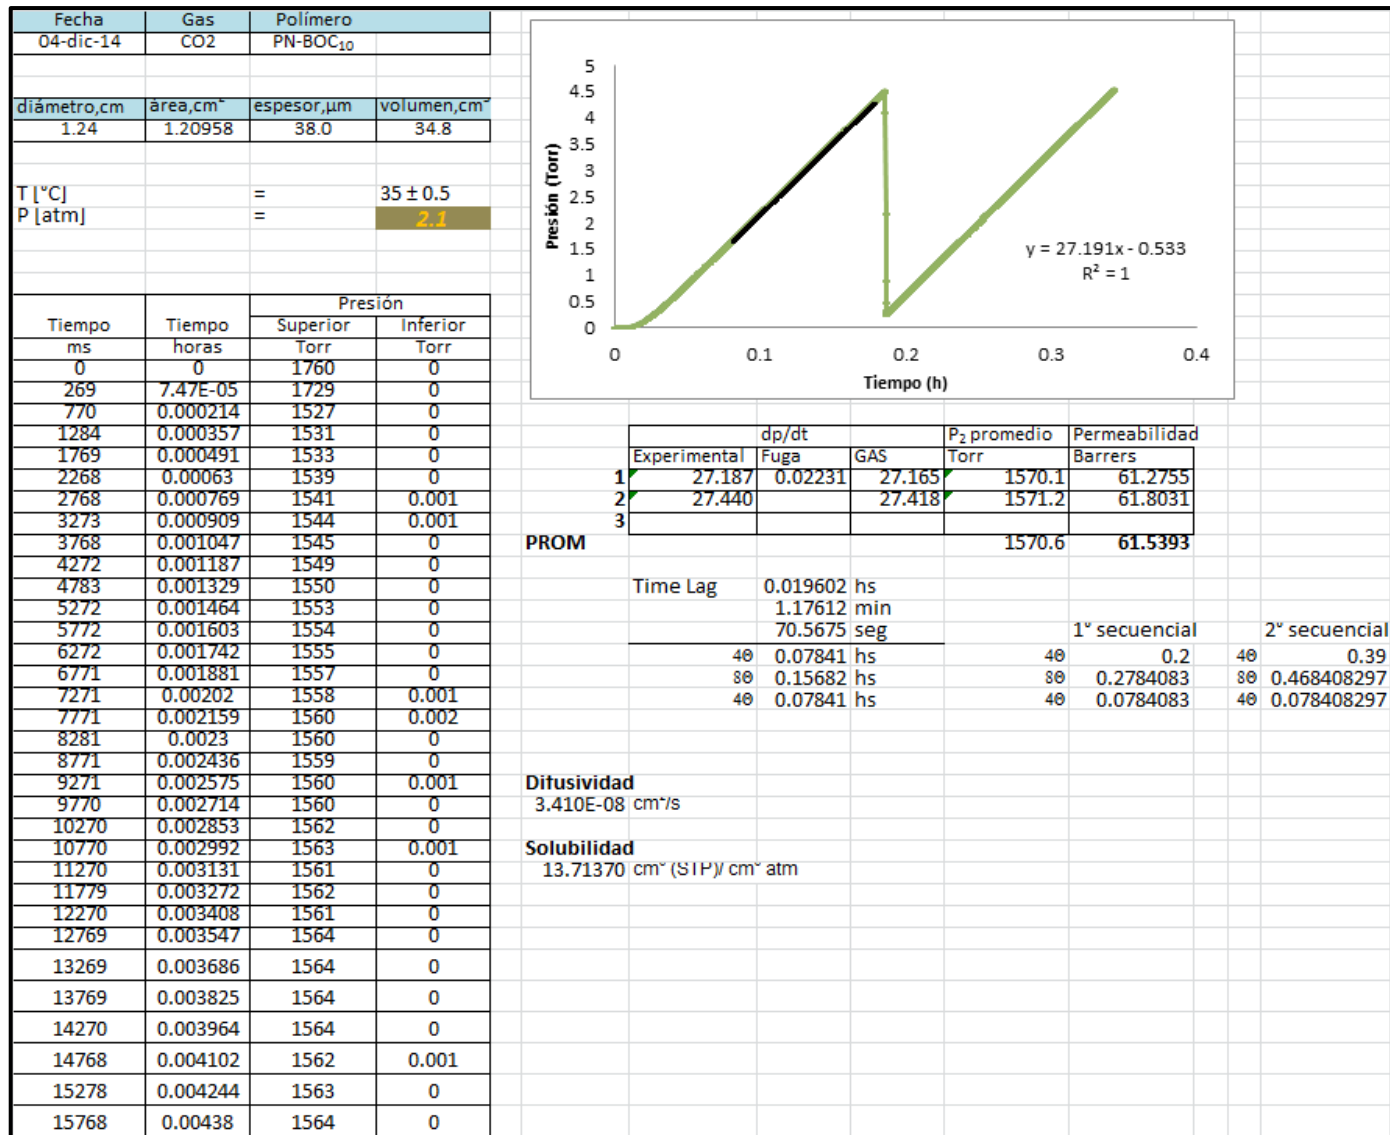 Fecha Gas Polímero
04-dic-14 CO2 PN-BOC₁₀
diámetro,cm área,cm² espesor,µm volumen,cm³
1.24 1.20958 38.0 34.8
T [°C] = 35 ± 0.5
P [atm] = 2.1
Presión
Tiempo Tiempo Superior Inferior
ms horas Torr Torr
0 0 1760 0
269 7.47E-05 1729 0
770 0.000214 1527 0
1284 0.000357 1531 0
1769 0.000491 1533 0
2268 0.00063 1539 0
2768 0.000769 1541 0.001
3273 0.000909 1544 0.001
3768 0.001047 1545 0
4272 0.001187 1549 0
4783 0.001329 1550 0
5272 0.001464 1553 0
5772 0.001603 1554 0
6272 0.001742 1555 0
6771 0.001881 1557 0
7271 0.00202 1558 0.001
7771 0.002159 1560 0.002
8281 0.0023 1560 0
8771 0.002436 1559 0
9271 0.002575 1560 0.001
9770 0.002714 1560 0
10270 0.002853 1562 0
10770 0.002992 1563 0.001
11270 0.003131 1561 0
11779 0.003272 1562 0
12270 0.003408 1561 0
12769 0.003547 1564 0
13269 0.003686 1564 0
13769 0.003825 1564 0
14270 0.003964 1564 0
14768 0.004102 1562 0.001
15278 0.004244 1563 0
15768 0.00438 1564 0
Presión (Torr)
5
4.5
4
3.5
3
2.5
2
1.5
1
0.5
0
y = 27.191x - 0.533
R² = 1
0 0.1 0.2 0.3 0.4
Tiempo (h)
dp/dt P₂ promedio Permeabilidad
Experimental Fuga GAS Torr Barrers
1 27.187 0.02231 27.165 1570.1 61.2755
2 27.440 27.418 1571.2 61.8031
3
PROM 1570.6 61.5393
Time Lag 0.019602 hs
1.17612 min
70.5675 seg 1° secuencial 2° secuencial
4θ 0.07841 hs 4θ 0.2 4θ 0.39
8θ 0.15682 hs 8θ 0.2784083 8θ 0.468408297
4θ 0.07841 hs 4θ 0.0784083 4θ 0.078408297
Difusividad
3.410E-08 cm²/s
Solubilidad
13.71370 cm³ (STP)/ cm³ atm